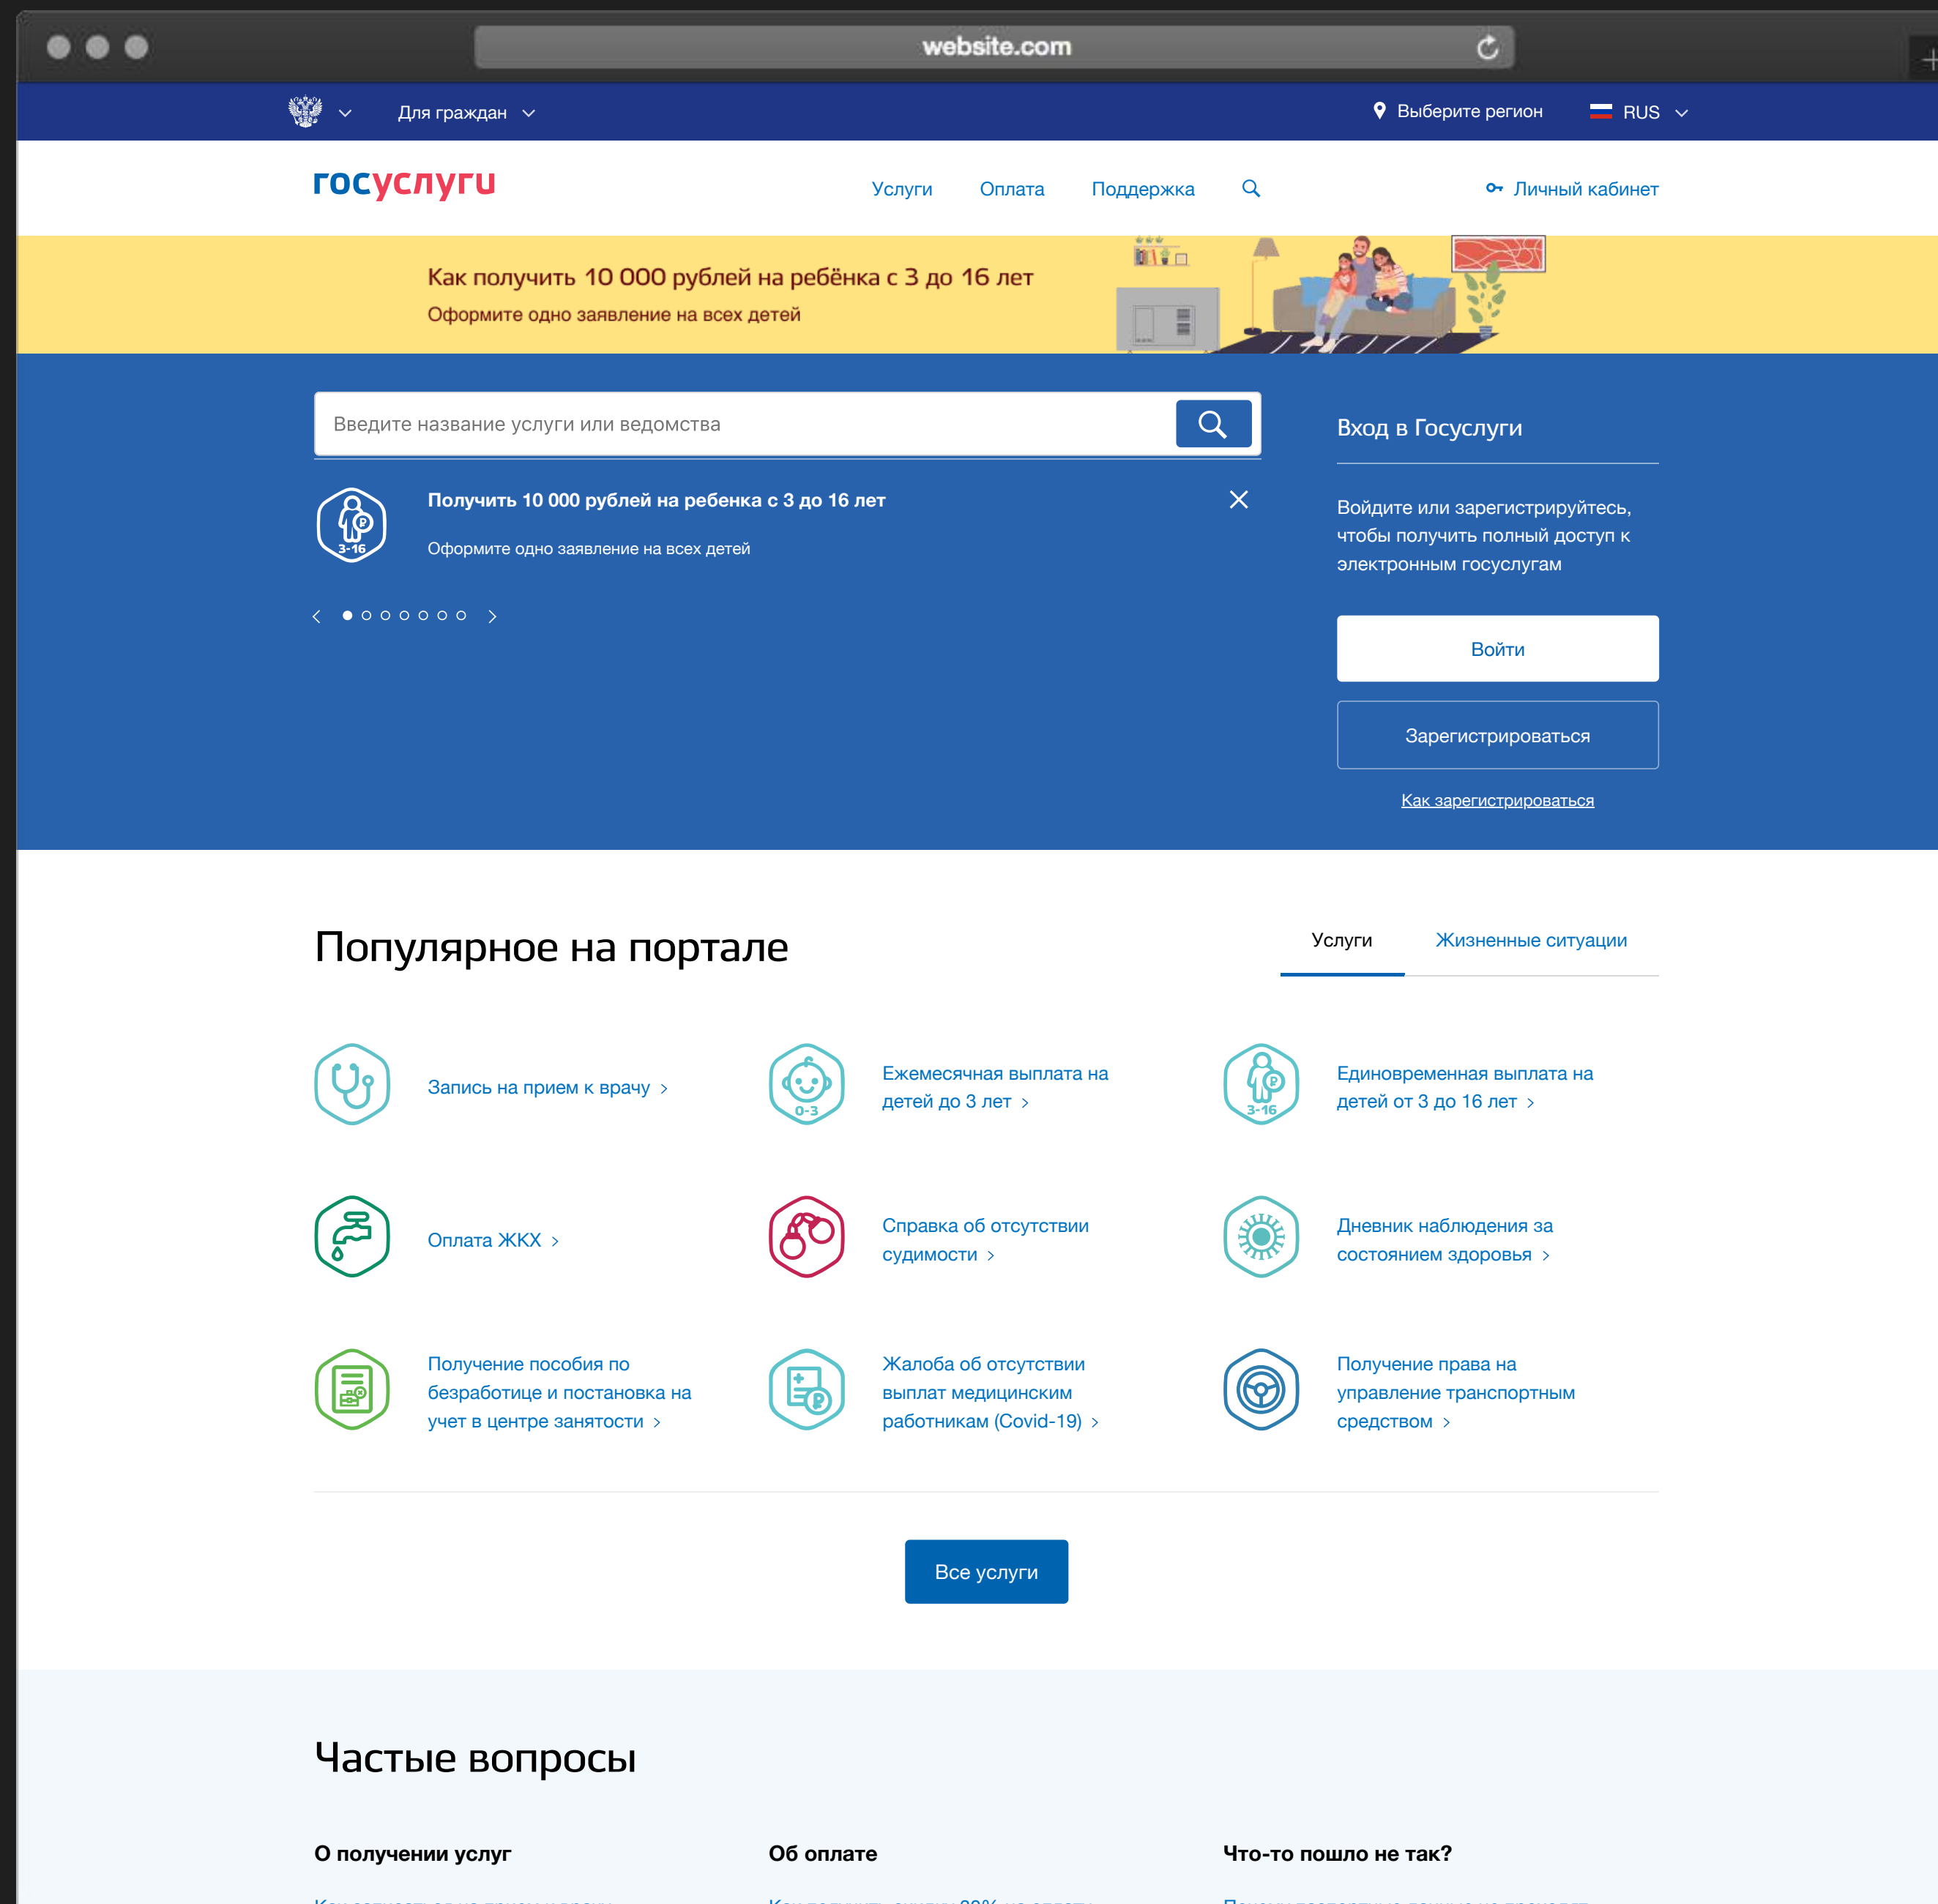 website.com
Для граждан
Выберите регион
RUS
госуслуги
Услуги
Оплата
Поддержка
Личный кабинет
Как получить 10 000 рублей на ребёнка с 3 до 16 лет
Оформите одно заявление на всех детей
Введите название услуги или ведомства
3-16
Получить 10 000 рублей на ребенка с 3 до 16 лет
Оформите одно заявление на всех детей
Вход в Госуслуги
Войдите или зарегистрируйтесь,
чтобы получить полный доступ к
электронным госуслугам
Войти
Зарегистрироваться
Как зарегистрироваться
Популярное на портале
Услуги
Жизненные ситуации
Запись на прием к врачу
0-3
Ежемесячная выплата на
детей до 3 лет
3-16
Единовременная выплата на
детей от 3 до 16 лет
Оплата ЖКХ
Справка об отсутствии
судимости
Дневник наблюдения за
состоянием здоровья
Получение пособия по
безработице и постановка на
учет в центре занятости
Жалоба об отсутствии
выплат медицинским
работникам (Covid-19)
Получение права на
управление транспортным
средством
Все услуги
Частые вопросы
О получении услуг
Об оплате
Что-то пошло не так?